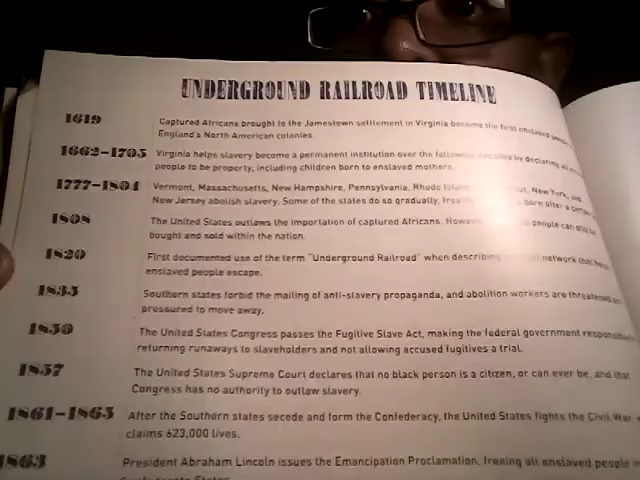 UNDERGROUND RAILROAD TIMELINE
1619 Captured Africans brought to the Jamestown settlement in Virginia become the first enslaved
England's North American colonies.
1662–1705 Virginia helps slavery become a permanent institution over the following decades by declaring all
people to be property, including children born to enslaved mothers.
1777–1804 Vermont, Massachusetts, New Hampshire, Pennsylvania, Rhode New York, and
New Jersey abolish slavery. Some of the states do so gradually, born after a certain
1808 The United States outlaws the importation of captured Africans. people can still be
bought and sold within the nation.
1820 First documented use of the term "Underground Railroad" when describing network that
enslaved people escape.
1835 Southern states forbid the mailing of anti-slavery propaganda, and abolition workers are threatened
pressured to move away.
1850 The United States Congress passes the Fugitive Slave Act, making the federal government
returning runaways to slaveholders and not allowing accused fugitives a trial.
1857 The United States Supreme Court declares that no black person is a citizen, or can ever be, and that
Congress has no authority to outlaw slavery.
1861–1865 After the Southern states secede and form the Confederacy, the United States fights the Civil War
claims 623,000 lives.
1863 President Abraham Lincoln issues the Emancipation Proclamation, freeing all enslaved people in